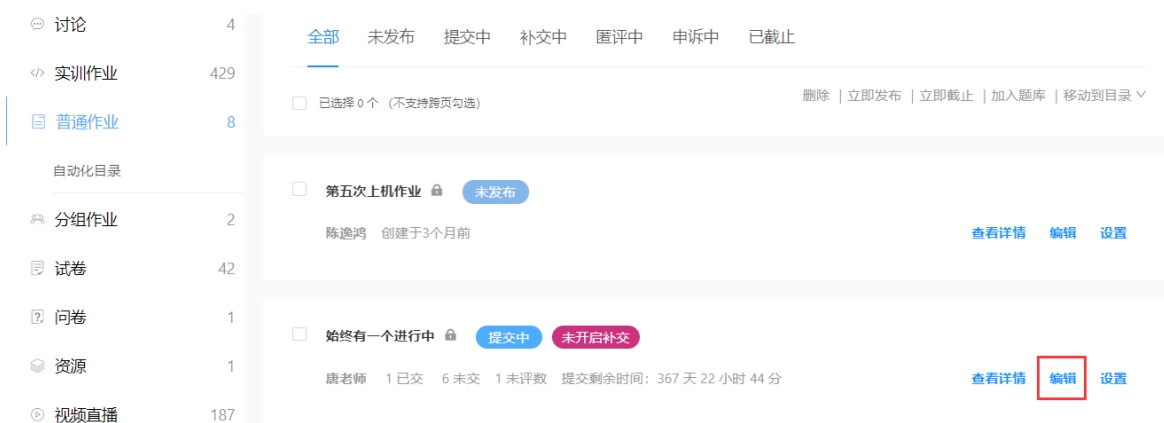 讨论 4
实训作业 429
普通作业 8
自动化目录
分组作业 2
试卷 42
问卷 1
资源 1
视频直播 187
全部 未发布 提交中 补交中 匿评中 申诉中 已截止
已选择 0 个 (不支持跨页勾选) 删除 | 立即发布 | 立即截止 | 加入题库 | 移动到目录
第五次上机作业 未发布
陈逸鸿 创建于3个月前 查看详情 编辑 设置
始终有一个进行中 提交中 未开启补交
唐老师 1 已交 6 未交 1 未评数 提交剩余时间: 367 天 22 小时 44 分 查看详情 编辑 设置